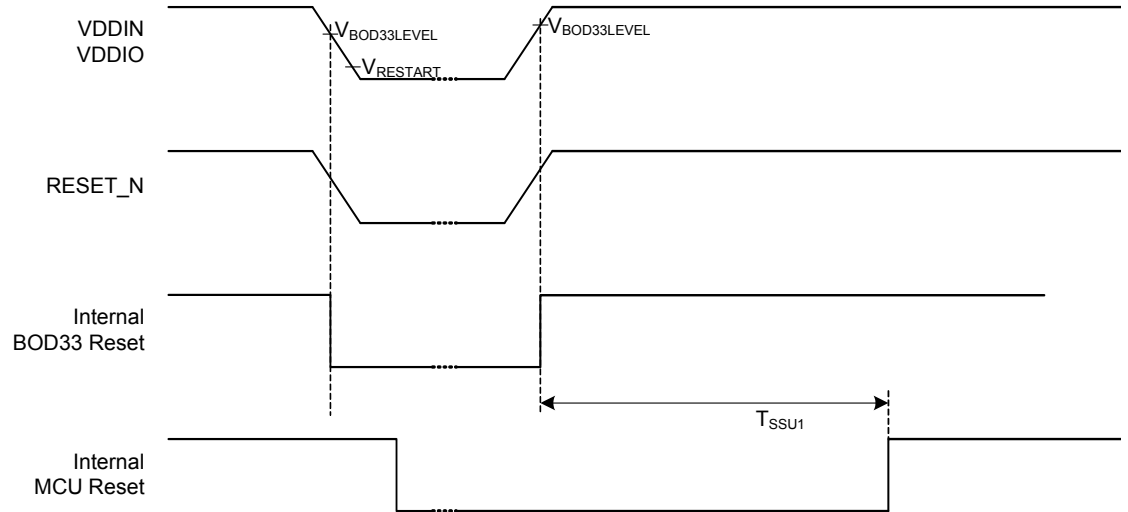 VDDIN
VDDIO
VBOD33LEVEL
VRESTART
VBOD33LEVEL
RESET_N
Internal
BOD33 Reset
TSSU1
Internal
MCU Reset